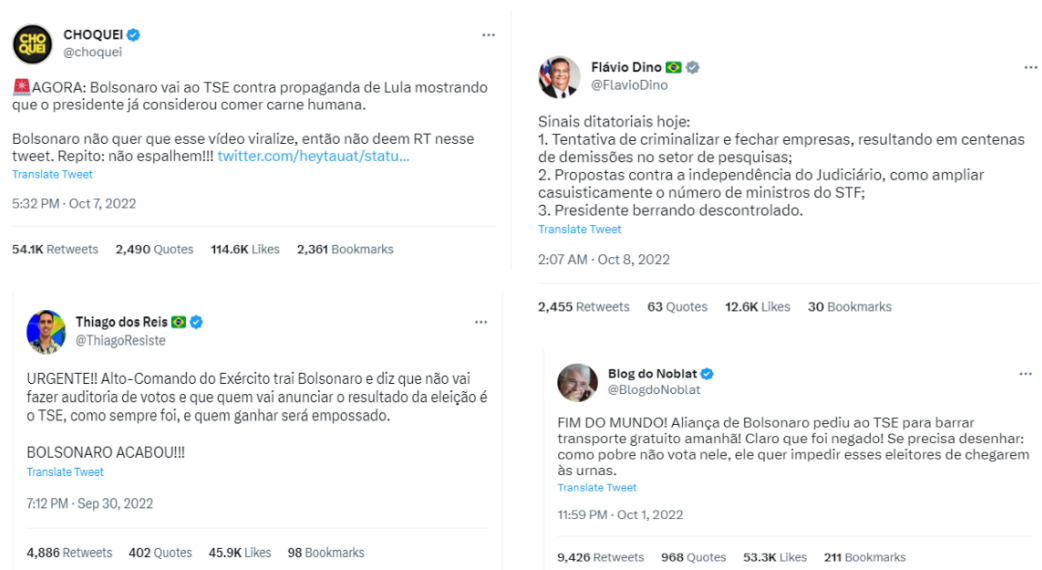 CHO
QUEI
CHOQUEI
@choquei
AGORA: Bolsonaro vai ao TSE contra propaganda de Lula mostrando
que o presidente já considerou comer carne humana.
Bolsonaro não quer que esse vídeo viralize, então não deem RT nesse
tweet. Repito: não espalhem!!! twitter.com/heytauat/statu...
Translate Tweet
5:32 PM · Oct 7, 2022
54.1K Retweets 2,490 Quotes 114.6K Likes 2,361 Bookmarks
Thiago dos Reis
@ThiagoResiste
URGENTE!! Alto-Comando do Exército trai Bolsonaro e diz que não vai
fazer auditoria de votos e que quem vai anunciar o resultado da eleição é
o TSE, como sempre foi, e quem ganhar será empossado.
BOLSONARO ACABOU!!!
Translate Tweet
7:12 PM · Sep 30, 2022
4,886 Retweets 402 Quotes 45.9K Likes 98 Bookmarks
Flávio Dino
@FlavioDino
Sinais ditatoriais hoje:
1. Tentativa de criminalizar e fechar empresas, resultando em centenas
de demissões no setor de pesquisas;
2. Propostas contra a independência do Judiciário, como ampliar
casuisticamente o número de ministros do STF;
3. Presidente berrando descontrolado.
Translate Tweet
2:07 AM · Oct 8, 2022
2,455 Retweets 63 Quotes 12.6K Likes 30 Bookmarks
Blog do Noblat
@BlogdoNoblat
FIM DO MUNDO! Aliança de Bolsonaro pediu ao TSE para barrar
transporte gratuito amanhã! Claro que foi negado! Se precisa desenhar:
como pobre não vota nele, ele quer impedir esses eleitores de chegarem
às urnas.
Translate Tweet
11:59 PM · Oct 1, 2022
9,426 Retweets 968 Quotes 53.3K Likes 211 Bookmarks